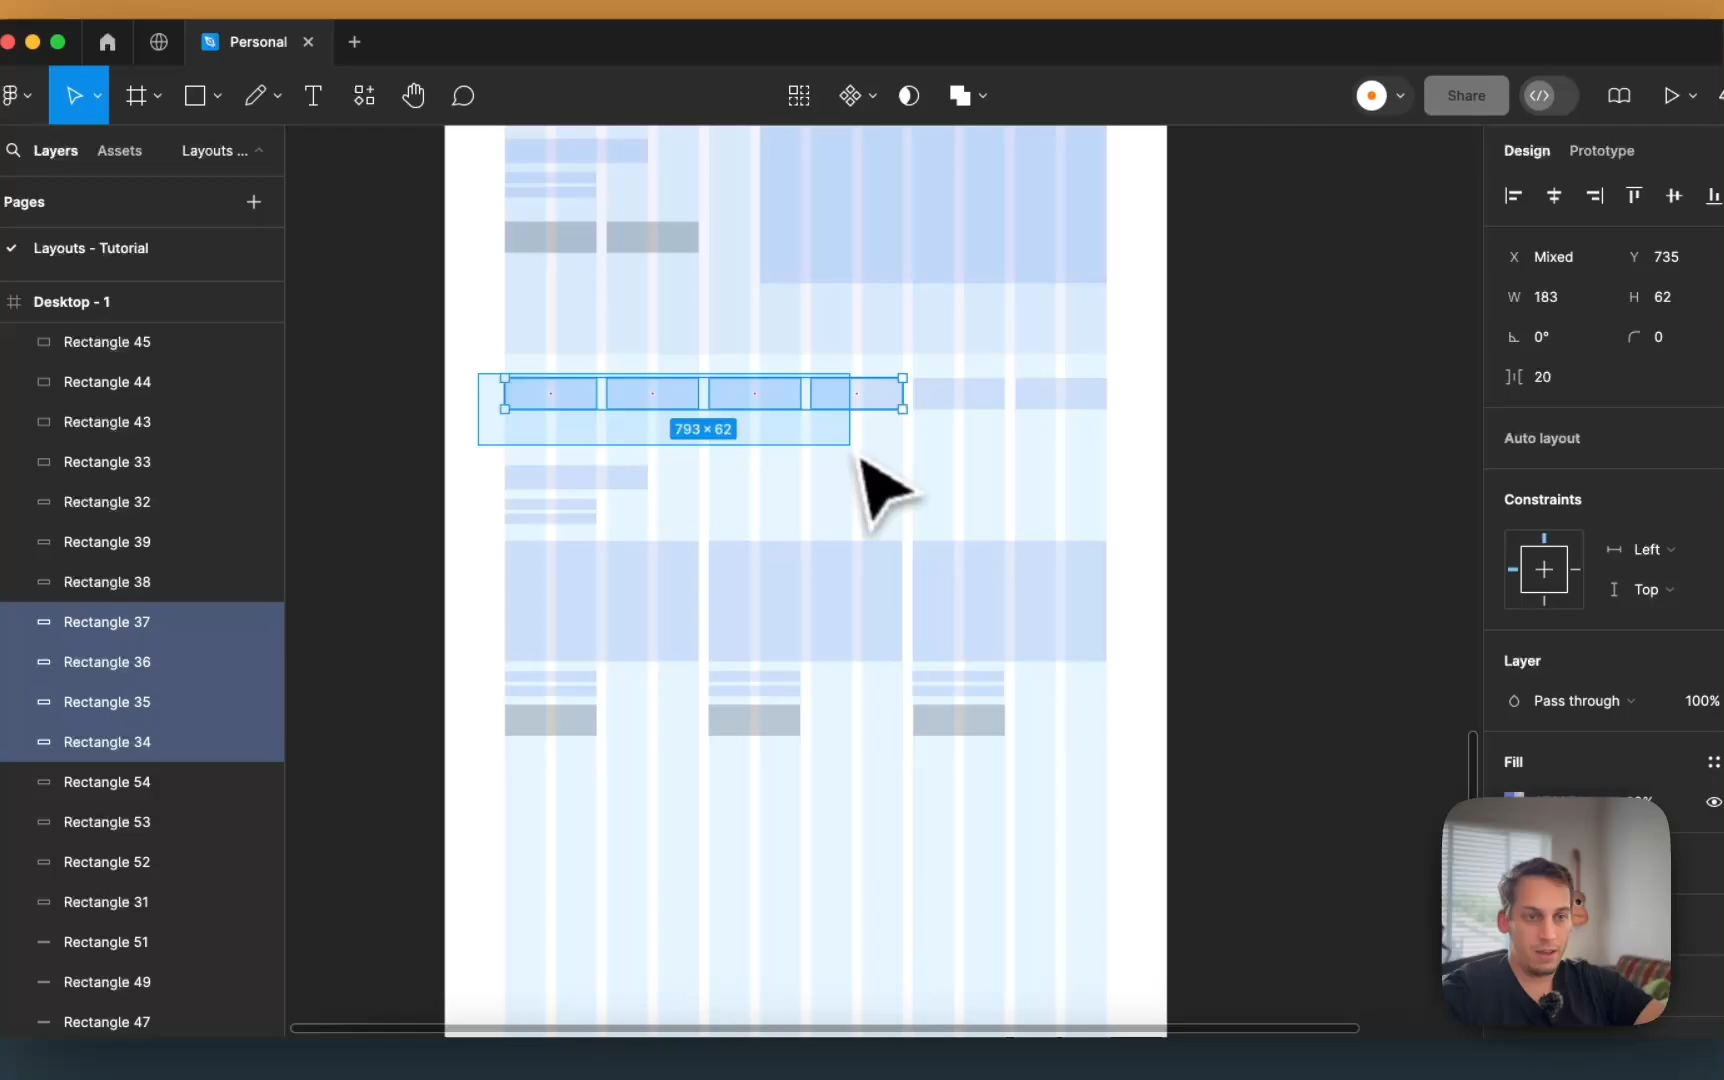 Personal
Share
Layers
Assets
Layouts ...
Design
Prototype
Pages
Layouts - Tutorial
X Mixed
Y 735
Desktop - 1
W 183
H 62
Rectangle 45
0°
0
Rectangle 44
20
Rectangle 43
793 × 62
Auto layout
Rectangle 33
Rectangle 32
Constraints
Rectangle 39
Left
Rectangle 38
Top
Rectangle 37
Rectangle 36
Layer
Rectangle 35
Pass through
100%
Rectangle 34
Fill
Rectangle 54
Rectangle 53
Rectangle 52
Rectangle 31
Rectangle 51
Rectangle 49
Rectangle 47